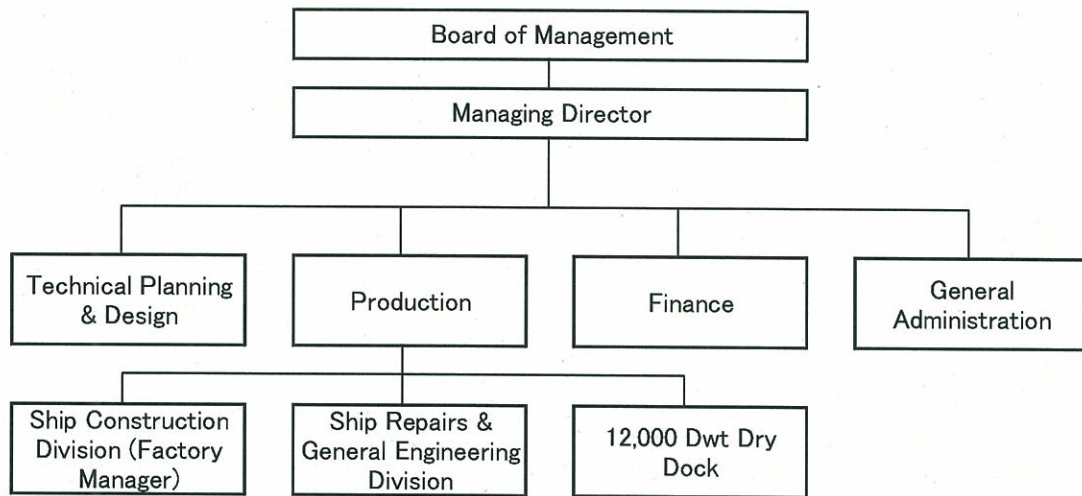 Board of Management
Managing Director
Technical Planning
& Design
Production
Finance
General
Administration
Ship Construction
Division (Factory
Manager)
Ship Repairs &
General Engineering
Division
12,000 Dwt Dry
Dock